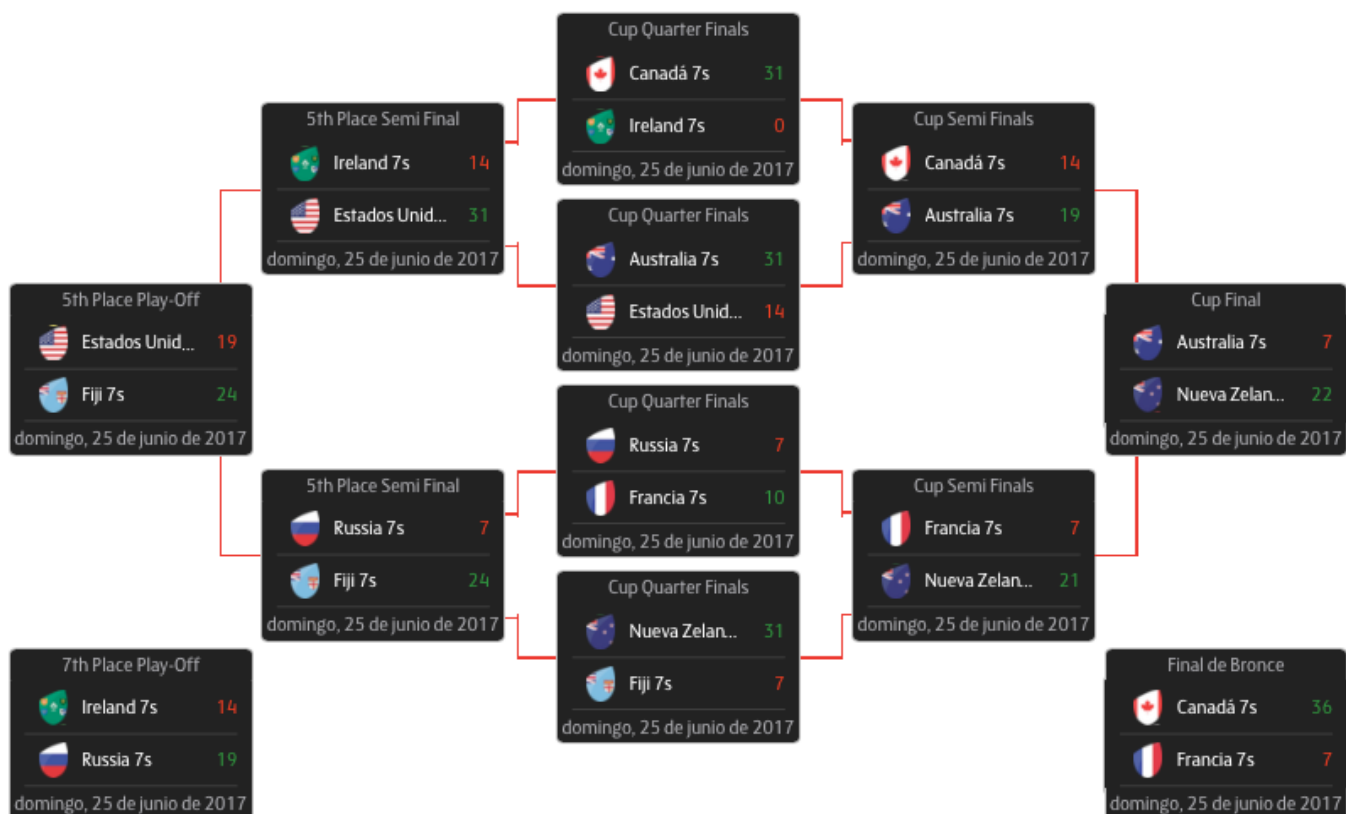 Cup Quarter Finals
Canadá 7s 31
Ireland 7s 0
domingo, 25 de junio de 2017
5th Place Semi Final
Ireland 7s 14
Estados Unid... 31
domingo, 25 de junio de 2017
Cup Semi Finals
Canadá 7s 14
Australia 7s 19
domingo, 25 de junio de 2017
Cup Quarter Finals
Australia 7s 31
Estados Unid... 14
domingo, 25 de junio de 2017
5th Place Play-Off
Estados Unid... 19
Fiji 7s 24
domingo, 25 de junio de 2017
Cup Final
Australia 7s 7
Nueva Zelan... 22
domingo, 25 de junio de 2017
Cup Quarter Finals
Russia 7s 7
Francia 7s 10
domingo, 25 de junio de 2017
5th Place Semi Final
Russia 7s 7
Fiji 7s 24
domingo, 25 de junio de 2017
Cup Semi Finals
Francia 7s 7
Nueva Zelan... 21
domingo, 25 de junio de 2017
Cup Quarter Finals
Nueva Zelan... 31
Fiji 7s 7
domingo, 25 de junio de 2017
7th Place Play-Off
Ireland 7s 14
Russia 7s 19
domingo, 25 de junio de 2017
Final de Bronce
Canadá 7s 36
Francia 7s 7
domingo, 25 de junio de 2017